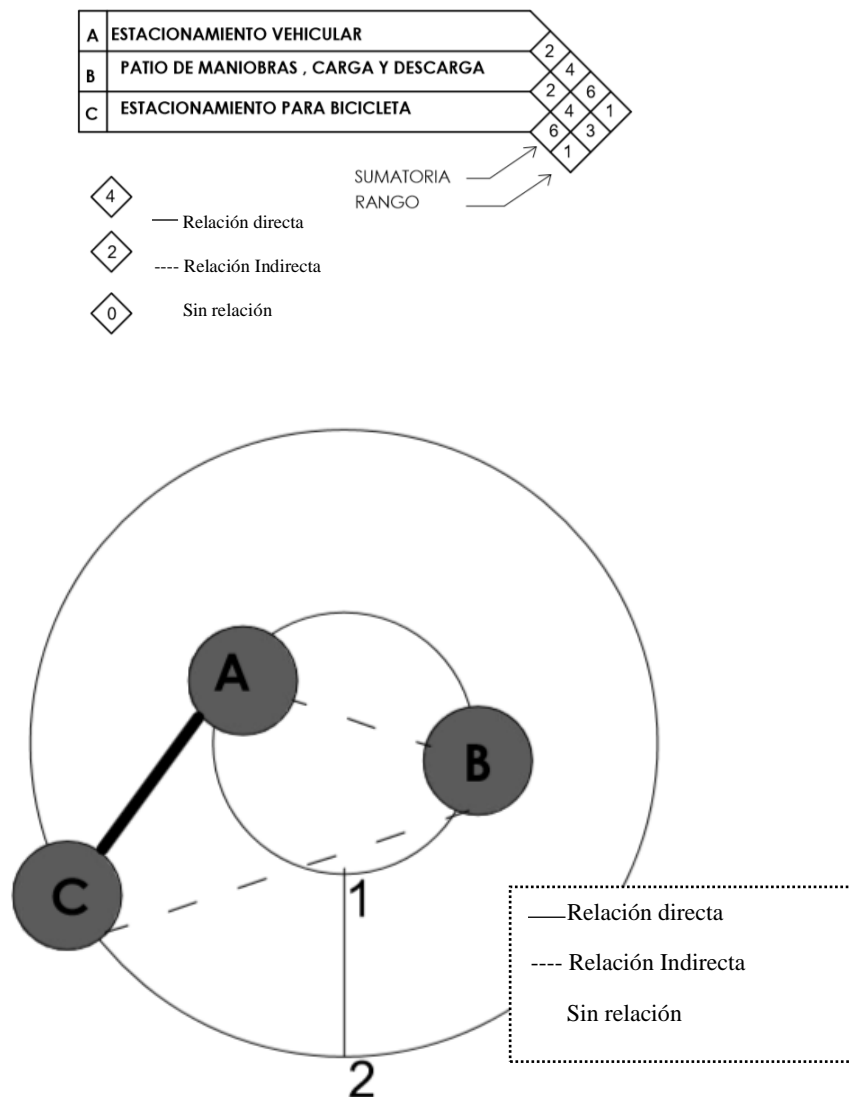 A ESTACIONAMIENTO VEHICULAR
B PATIO DE MANIOBRAS , CARGA Y DESCARGA
C ESTACIONAMIENTO PARA BICICLETA
2
4
2 6
4 1
6 3
1
SUMATORIA
RANGO
4
— Relación directa
2
---- Relación Indirecta
0 Sin relación
A
B
C
1
2
——Relación directa
---- Relación Indirecta
Sin relación